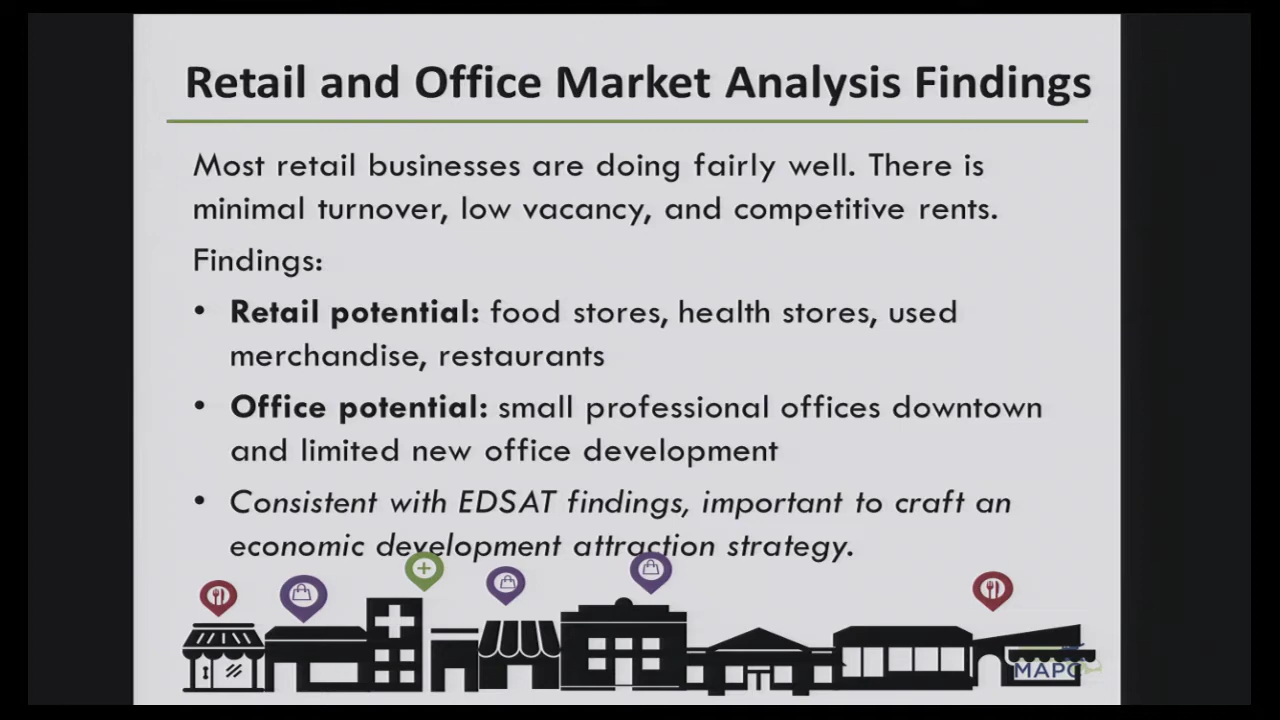 Retail and Office Market Analysis Findings
Most retail businesses are doing fairly well. There is
minimal turnover, low vacancy, and competitive rents.
Findings:
• Retail potential: food stores, health stores, used
merchandise, restaurants
• Office potential: small professional offices downtown
and limited new office development
• Consistent with EDSAT findings, important to craft an
economic development attraction strategy.
MAPC